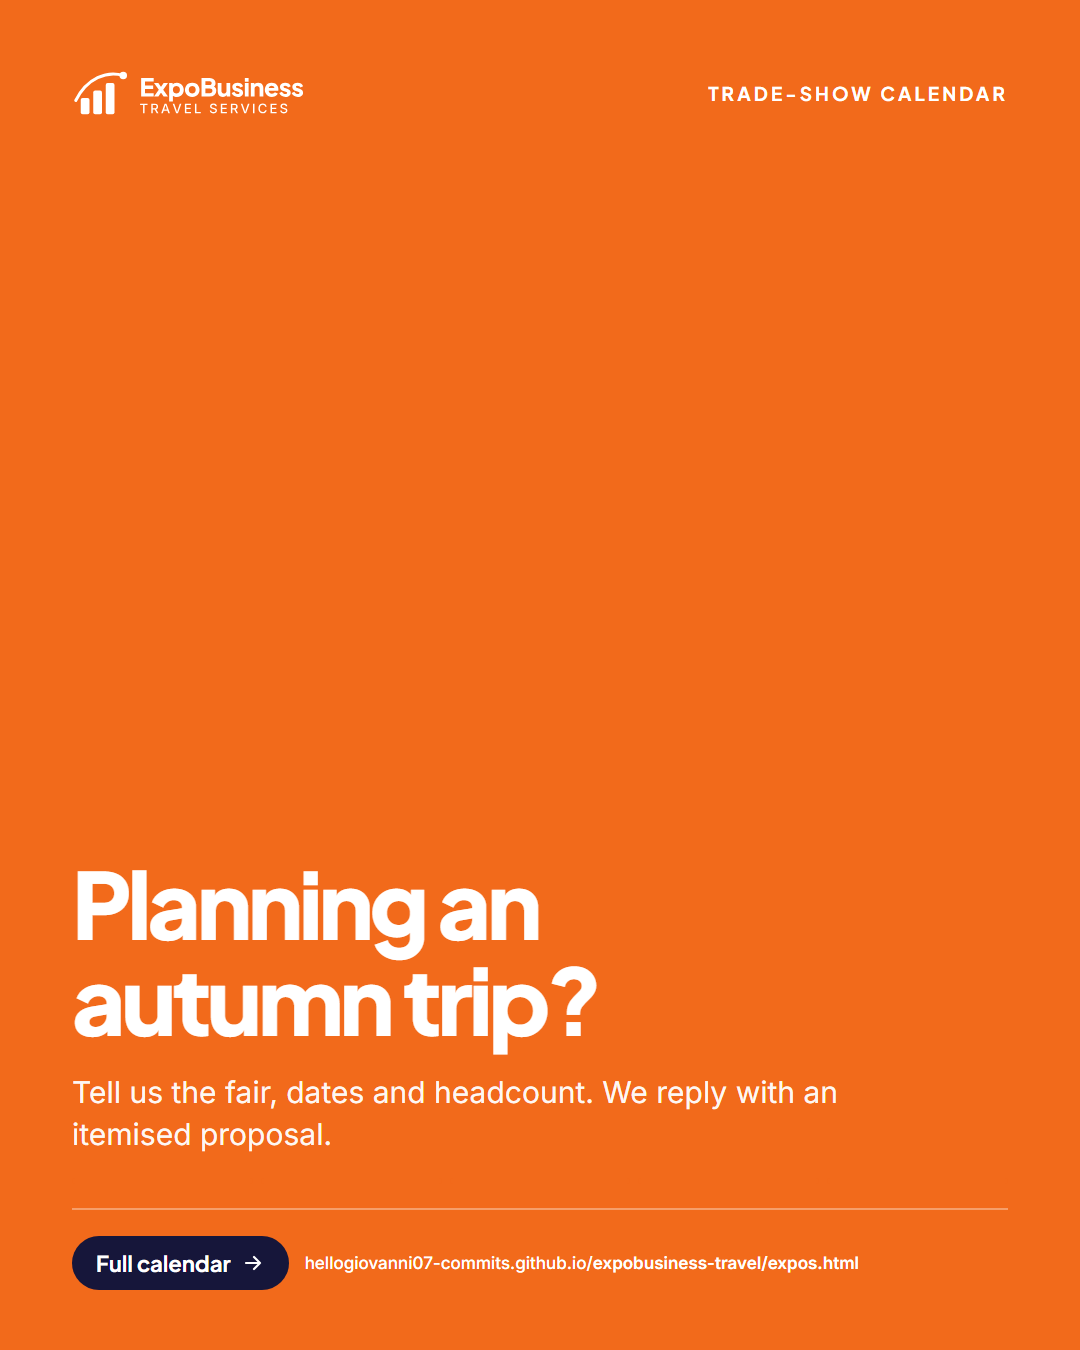 ExpoBusiness
TRAVEL SERVICES
TRADE-SHOW CALENDAR
Planning an
autumn trip?
Tell us the fair, dates and headcount. We reply with an
itemised proposal.
Full calendar →
hellogiovanni07-commits.github.io/expobusiness-travel/expos.html